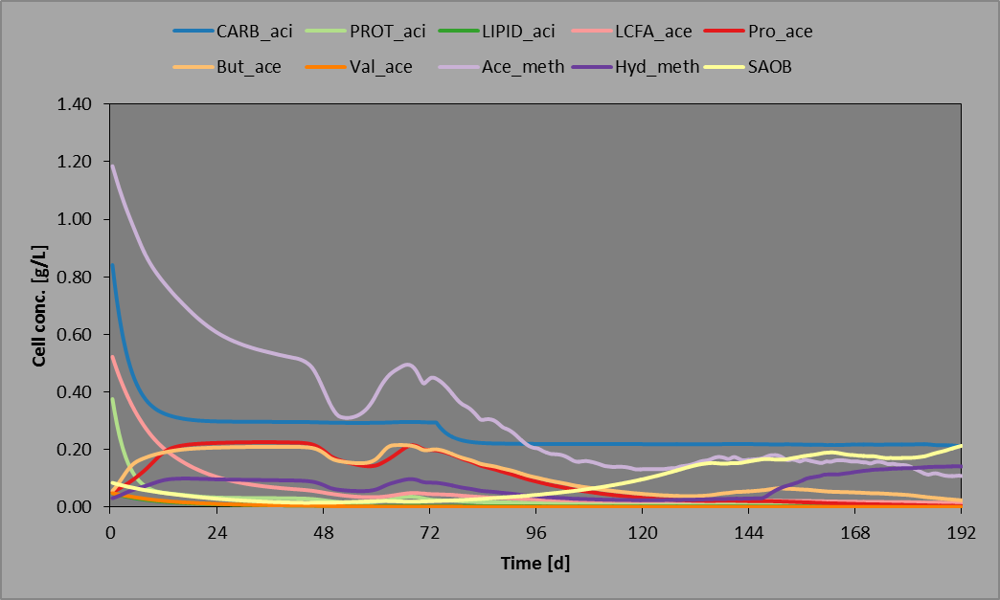 CARB_aci PROT_aci LIPID_aci LCFA_ace Pro_ace
But_ace Val_ace Ace_meth Hyd_meth SAOB
1.40
1.20
1.00
0.80
0.60
0.40
0.20
0.00
Cell conc. [g/L]
0 24 48 72 96 120 144 168 192
Time [d]